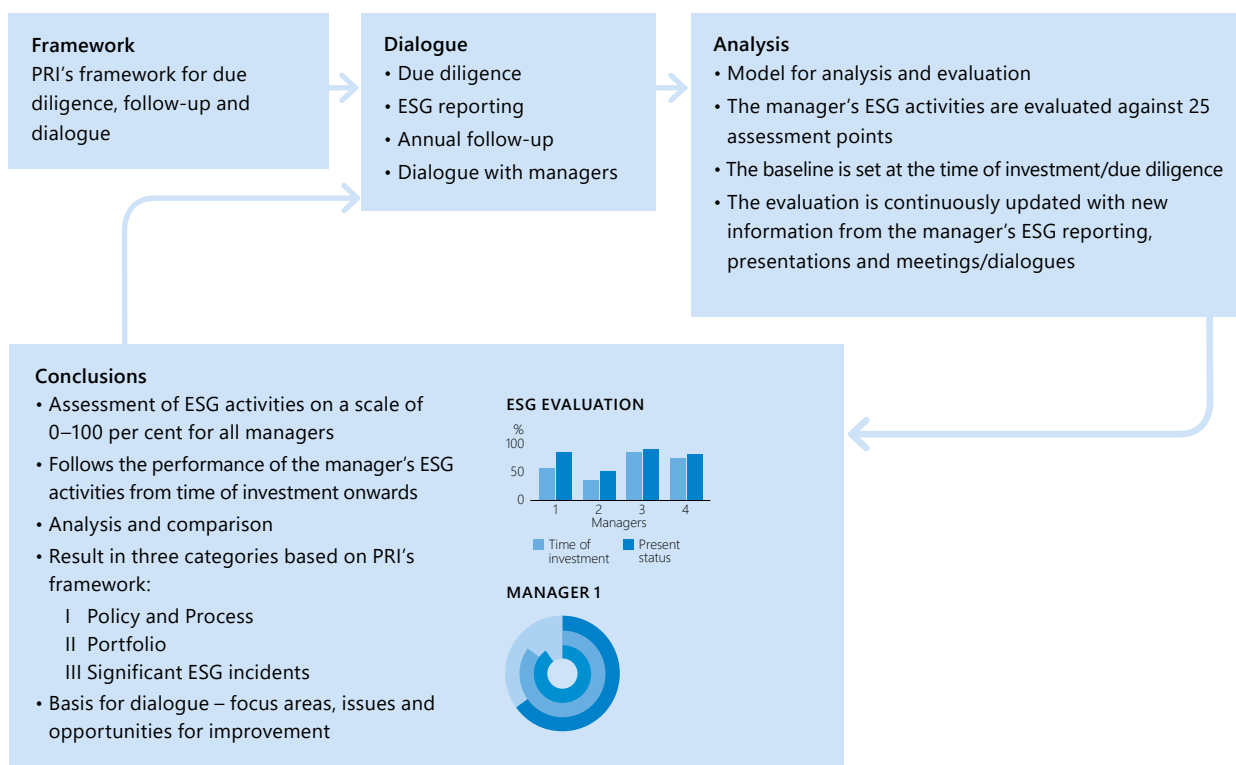 Framework
PRI's framework for due
diligence, follow-up and
dialogue
Dialogue
• Due diligence
• ESG reporting
• Annual follow-up
• Dialogue with managers
Analysis
• Model for analysis and evaluation
• The manager's ESG activities are evaluated against 25
assessment points
• The baseline is set at the time of investment/due diligence
• The evaluation is continuously updated with new
information from the manager's ESG reporting,
presentations and meetings/dialogues
Conclusions
• Assessment of ESG activities on a scale of
0–100 per cent for all managers
• Follows the performance of the manager's ESG
activities from time of investment onwards
• Analysis and comparison
• Result in three categories based on PRI's
framework:
I Policy and Process
II Portfolio
III Significant ESG incidents
• Basis for dialogue – focus areas, issues and
opportunities for improvement
ESG EVALUATION
%
100
50
0
1 2 3 4
Managers
Time of
investment
Present
status
MANAGER 1